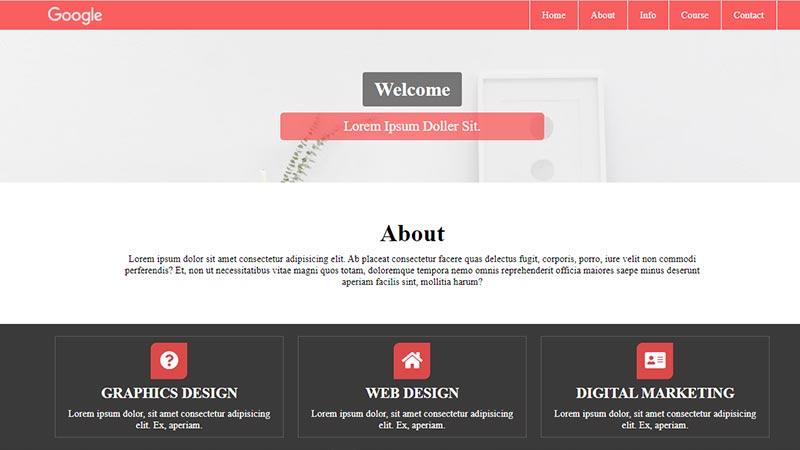 Google
Home About Info Course Contact
Welcome
Lorem Ipsum Doller Sit.
About
Lorem ipsum dolor sit amet consectetur adipisicing elit. Ab placeat consectetur facere quas delectus fugit, corporis, porro, iure velit non commodi
perferendis? Et, non ut necessitatibus vitae magni quos totam, doloremque tempora nemo omnis reprehenderit officia maiores saepe minus deserunt
aperiam facilis sint, mollitia harum?
GRAPHICS DESIGN
Lorem ipsum dolor, sit amet consectetur adipisicing
elit. Ex, aperiam.
WEB DESIGN
Lorem ipsum dolor, sit amet consectetur adipisicing
elit. Ex, aperiam.
DIGITAL MARKETING
Lorem ipsum dolor, sit amet consectetur adipisicing
elit. Ex, aperiam.